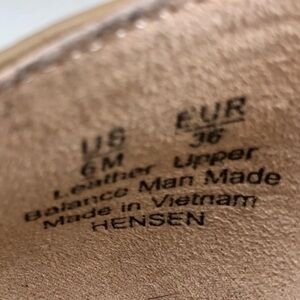 US EUR
6M 36
Leather Upper
Balance Man Made
Made in Vietnam
HENSEN